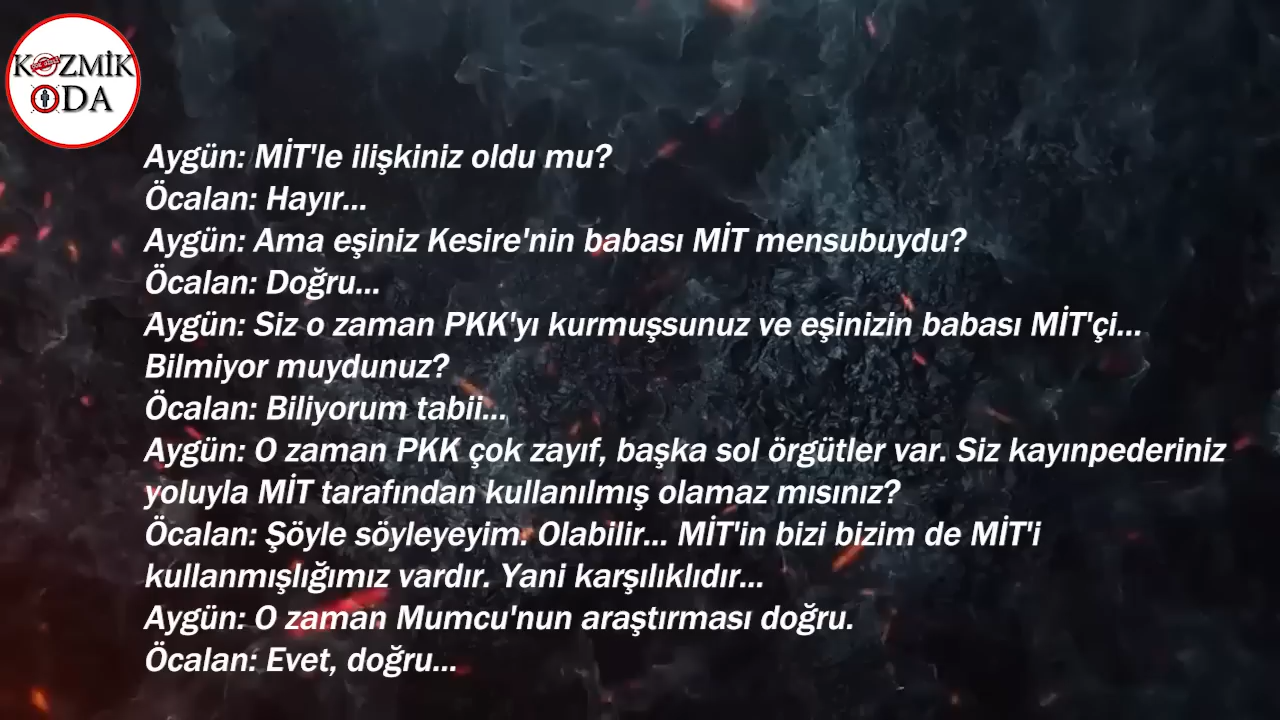 KOZMİK
ODA
Aygün: MİT'le ilişkiniz oldu mu?
Öcalan: Hayır...
Aygün: Ama eşiniz Kesire'nin babası MİT mensubuydu?
Öcalan: Doğru...
Aygün: Siz o zaman PKK'yı kurmuşsunuz ve eşinizin babası MİT'çi...
Bilmiyor muydunuz?
Öcalan: Biliyorum tabii...
Aygün: O zaman PKK çok zayıf, başka sol örgütler var. Siz kayınpederiniz
yoluyla MİT tarafından kullanılmış olamaz mısınız?
Öcalan: Şöyle söyleyeyim. Olabilir... MİT'in bizi bizim de MİT'i
kullanmışlığımız vardır. Yani karşılıklıdır...
Aygün: O zaman Mumcu'nun araştırması doğru.
Öcalan: Evet, doğru...